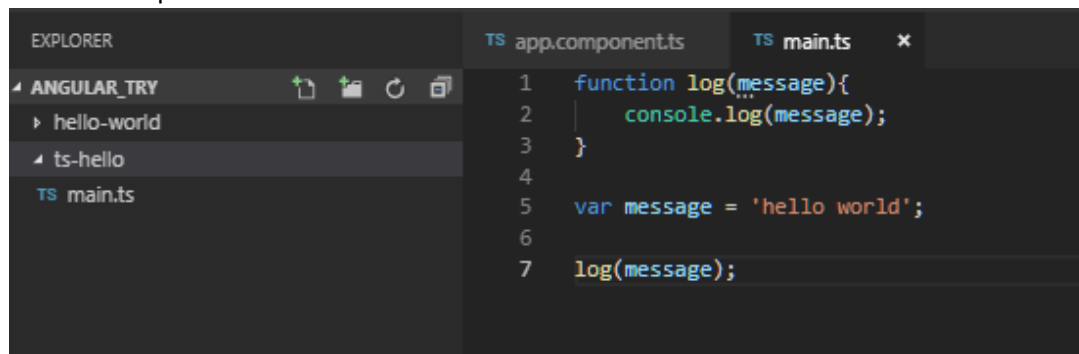 EXPLORER
ANGULAR_TRY
hello-world
ts-hello
TS main.ts
TS app.component.ts TS main.ts ×
1 function log(message){
2 console.log(message);
3 }
4
5 var message = 'hello world';
6
7 log(message);